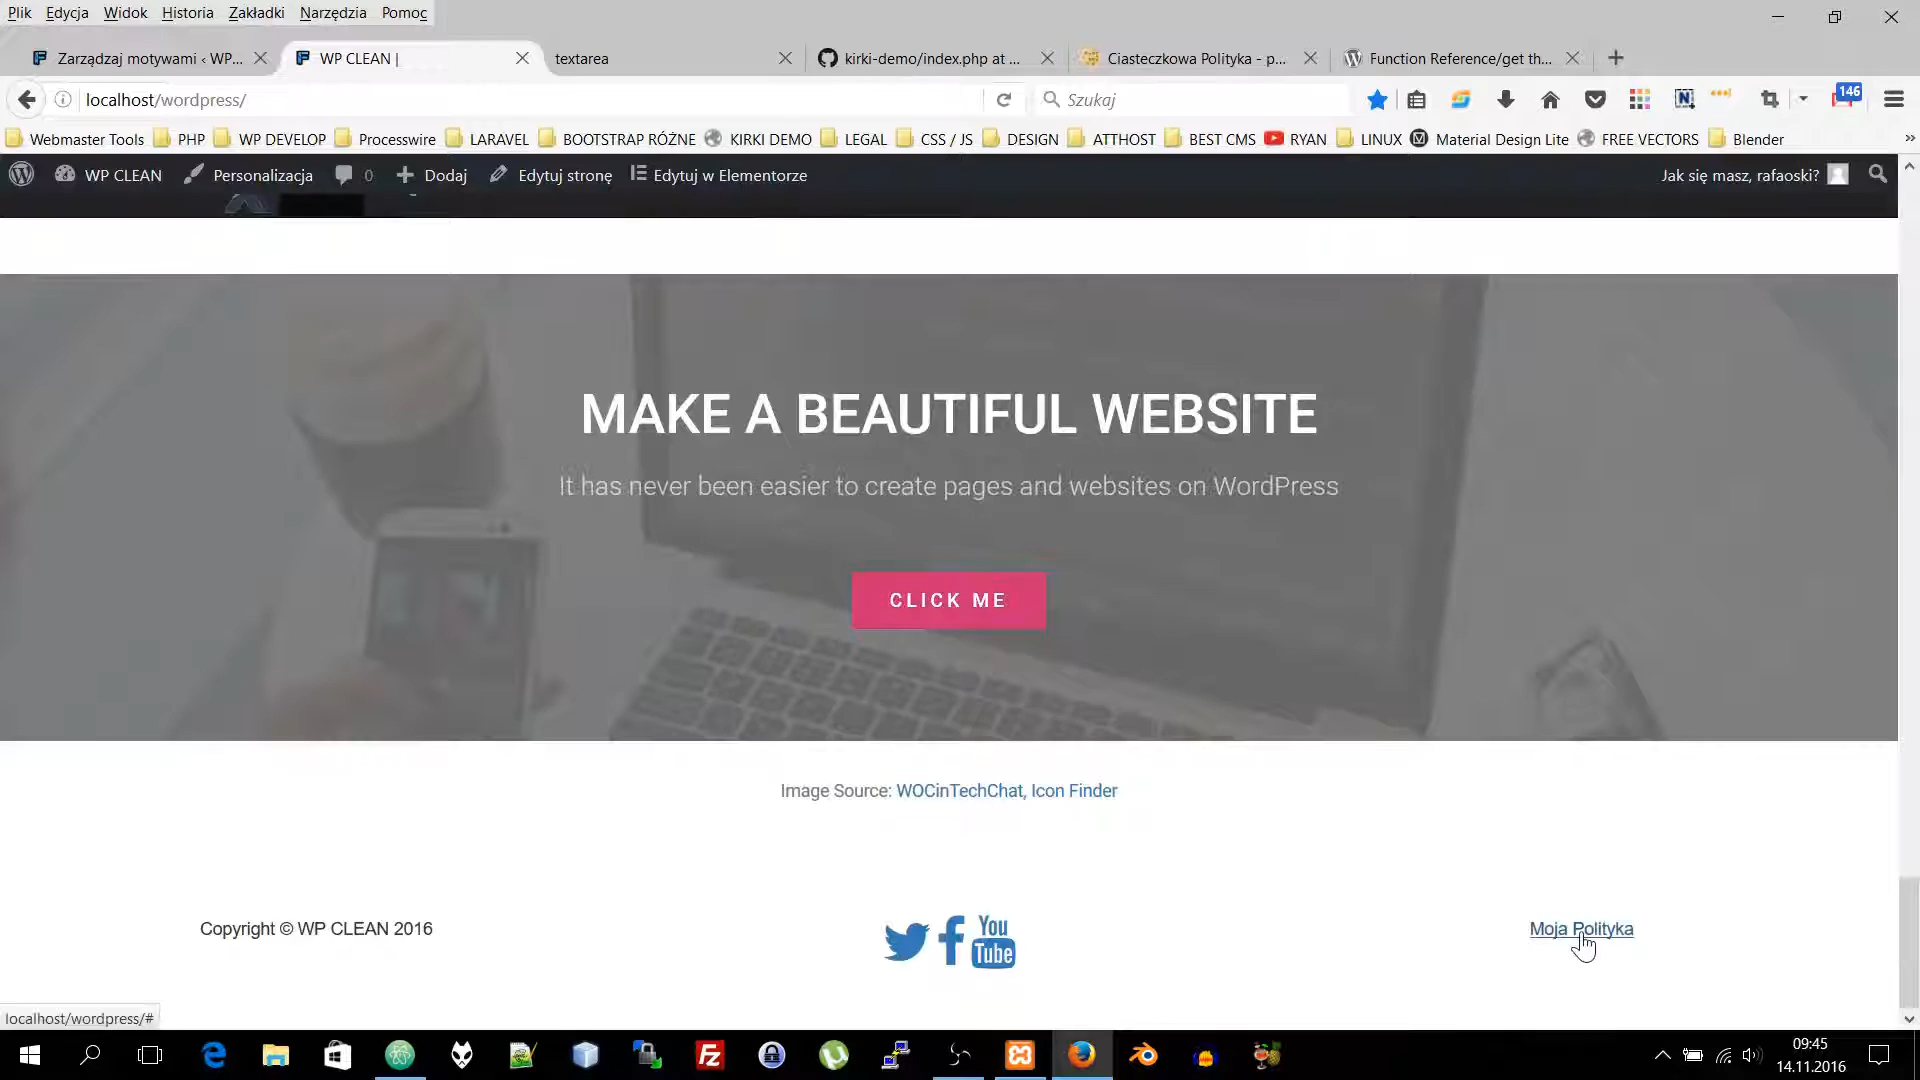 Plik Edycja Widok Historia Zakładki Narzędzia Pomoc
Zarządzaj motywami ‹ WP... WP CLEAN | textarea kirki-demo/index.php at ... Ciasteczkowa Polityka - p... Function Reference/get th...
localhost/wordpress/ Szukaj 146
Webmaster Tools PHP WP DEVELOP Processwire LARAVEL BOOTSTRAP RÓŻNE KIRKI DEMO LEGAL CSS / JS DESIGN ATTHOST BEST CMS RYAN LINUX Material Design Lite FREE VECTORS Blender
WP CLEAN Personalizacja 0 Dodaj Edytuj stronę Edytuj w Elementorze Jak się masz, rafaoski?
MAKE A BEAUTIFUL WEBSITE
It has never been easier to create pages and websites on WordPress
CLICK ME
Image Source: WOCinTechChat, Icon Finder
Copyright © WP CLEAN 2016 You Tube Moja Polityka
localhost/wordpress/#
09:45
14.11.2016